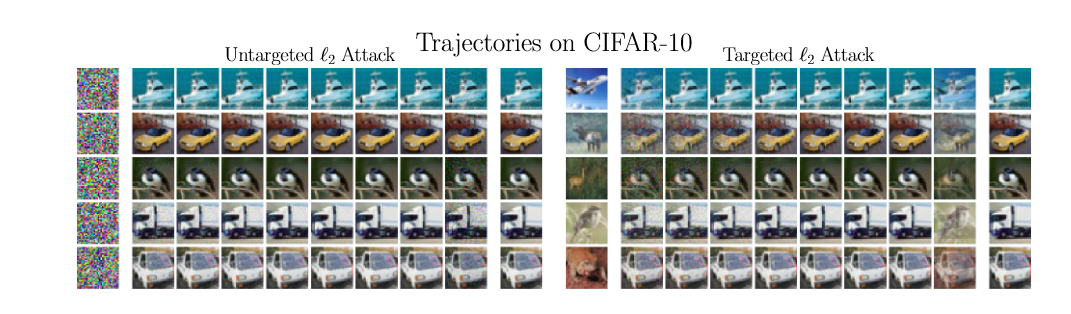 Trajectories on CIFAR-10
Untargeted ℓ₂ Attack
Targeted ℓ₂ Attack